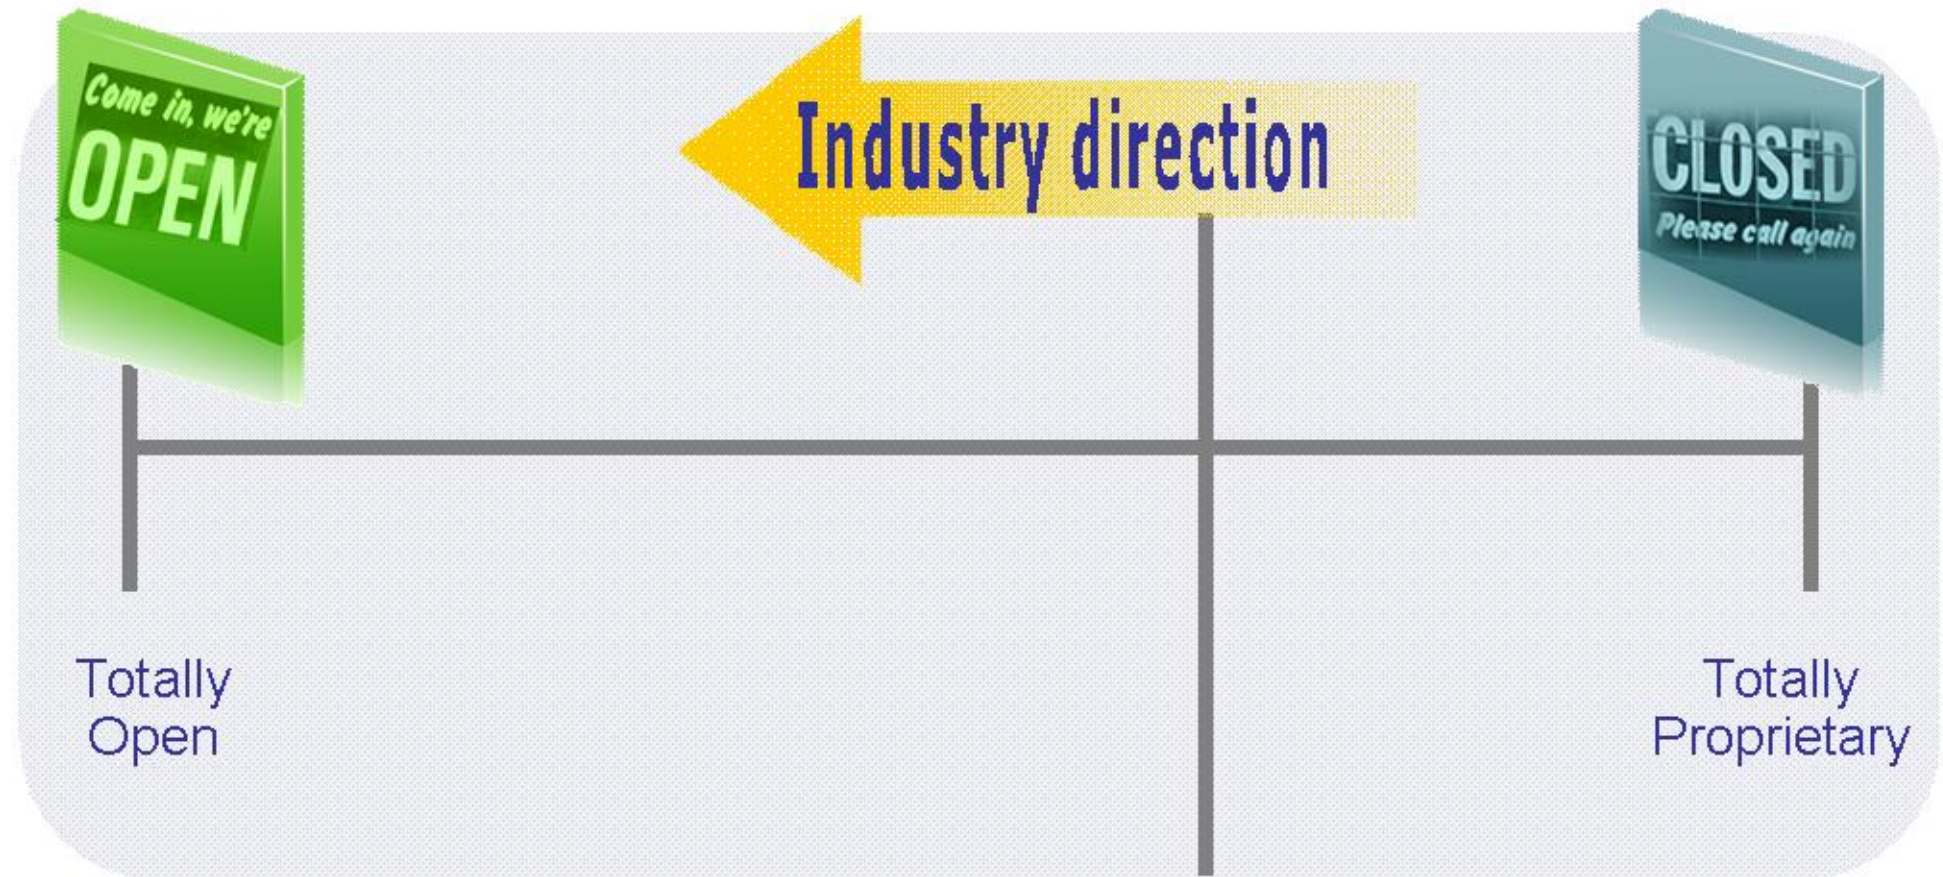 Come in, we're
OPEN
Industry direction
CLOSED
Please call again
Totally
Open
Totally
Proprietary